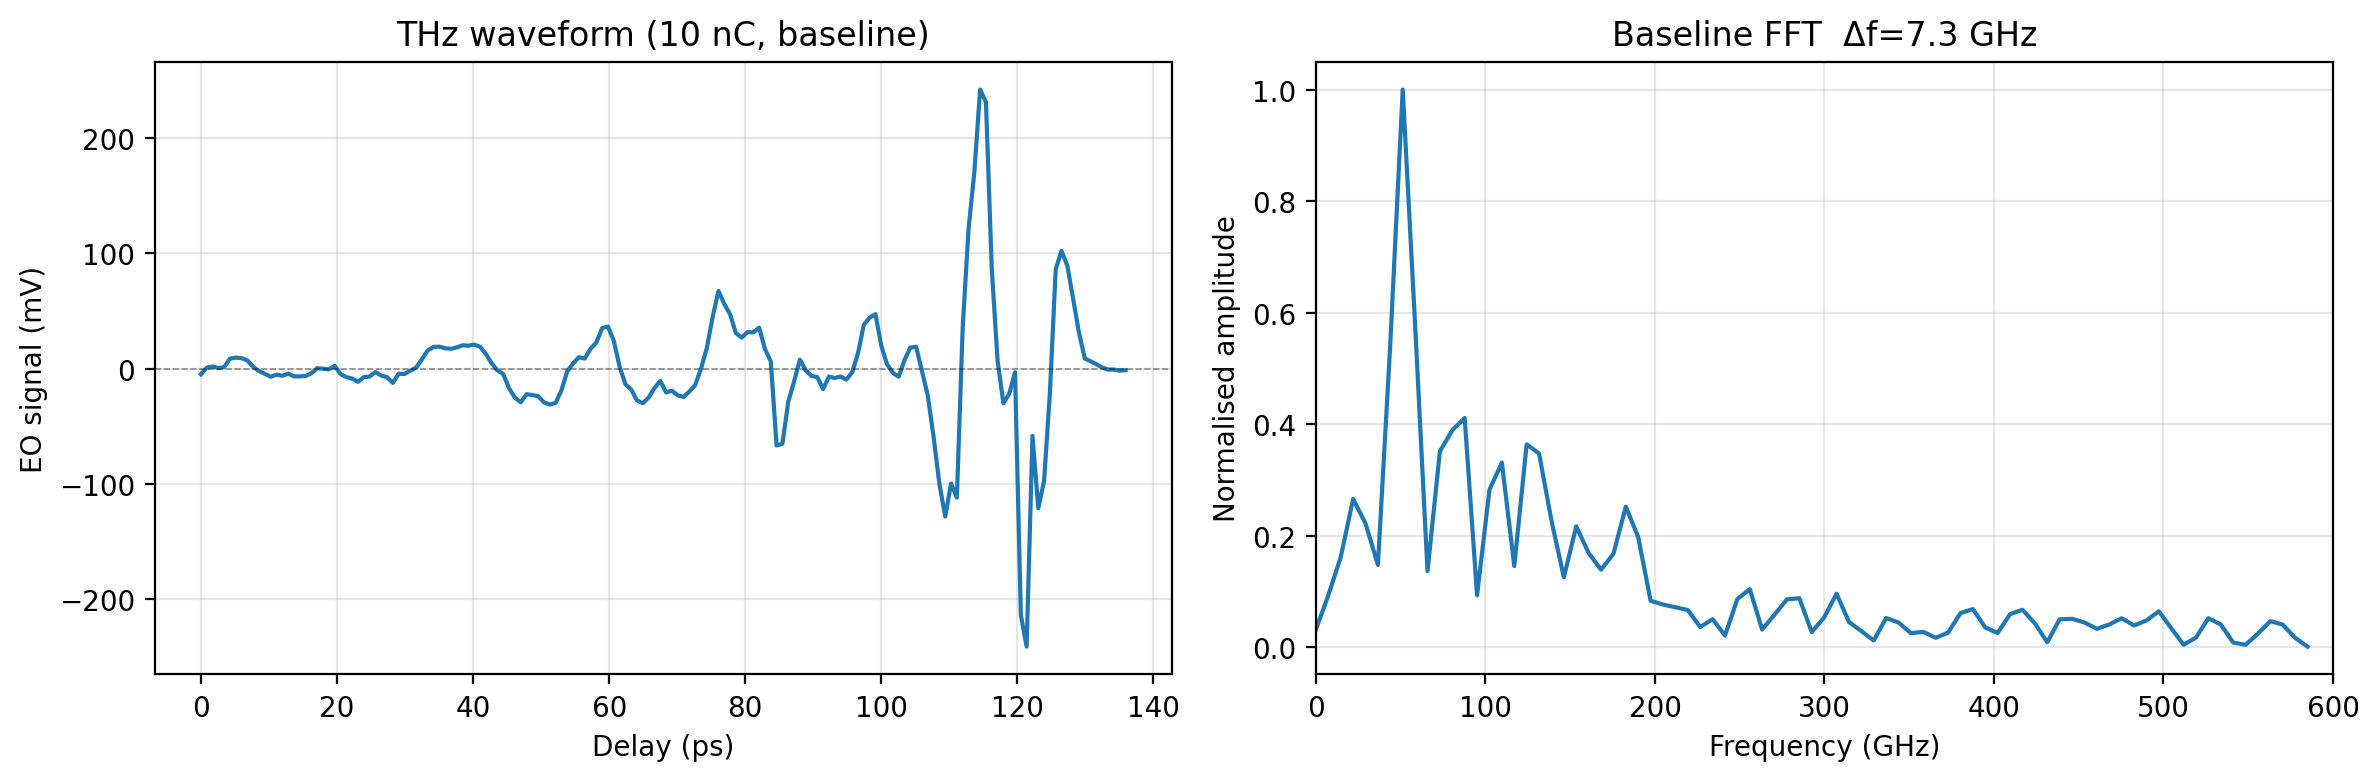 THz waveform (10 nC, baseline)
EO signal (mV)
200
100
0
−100
−200
0 20 40 60 80 100 120 140
Delay (ps)
Baseline FFT Δf=7.3 GHz
Normalised amplitude
1.0
0.8
0.6
0.4
0.2
0.0
0 100 200 300 400 500 600
Frequency (GHz)